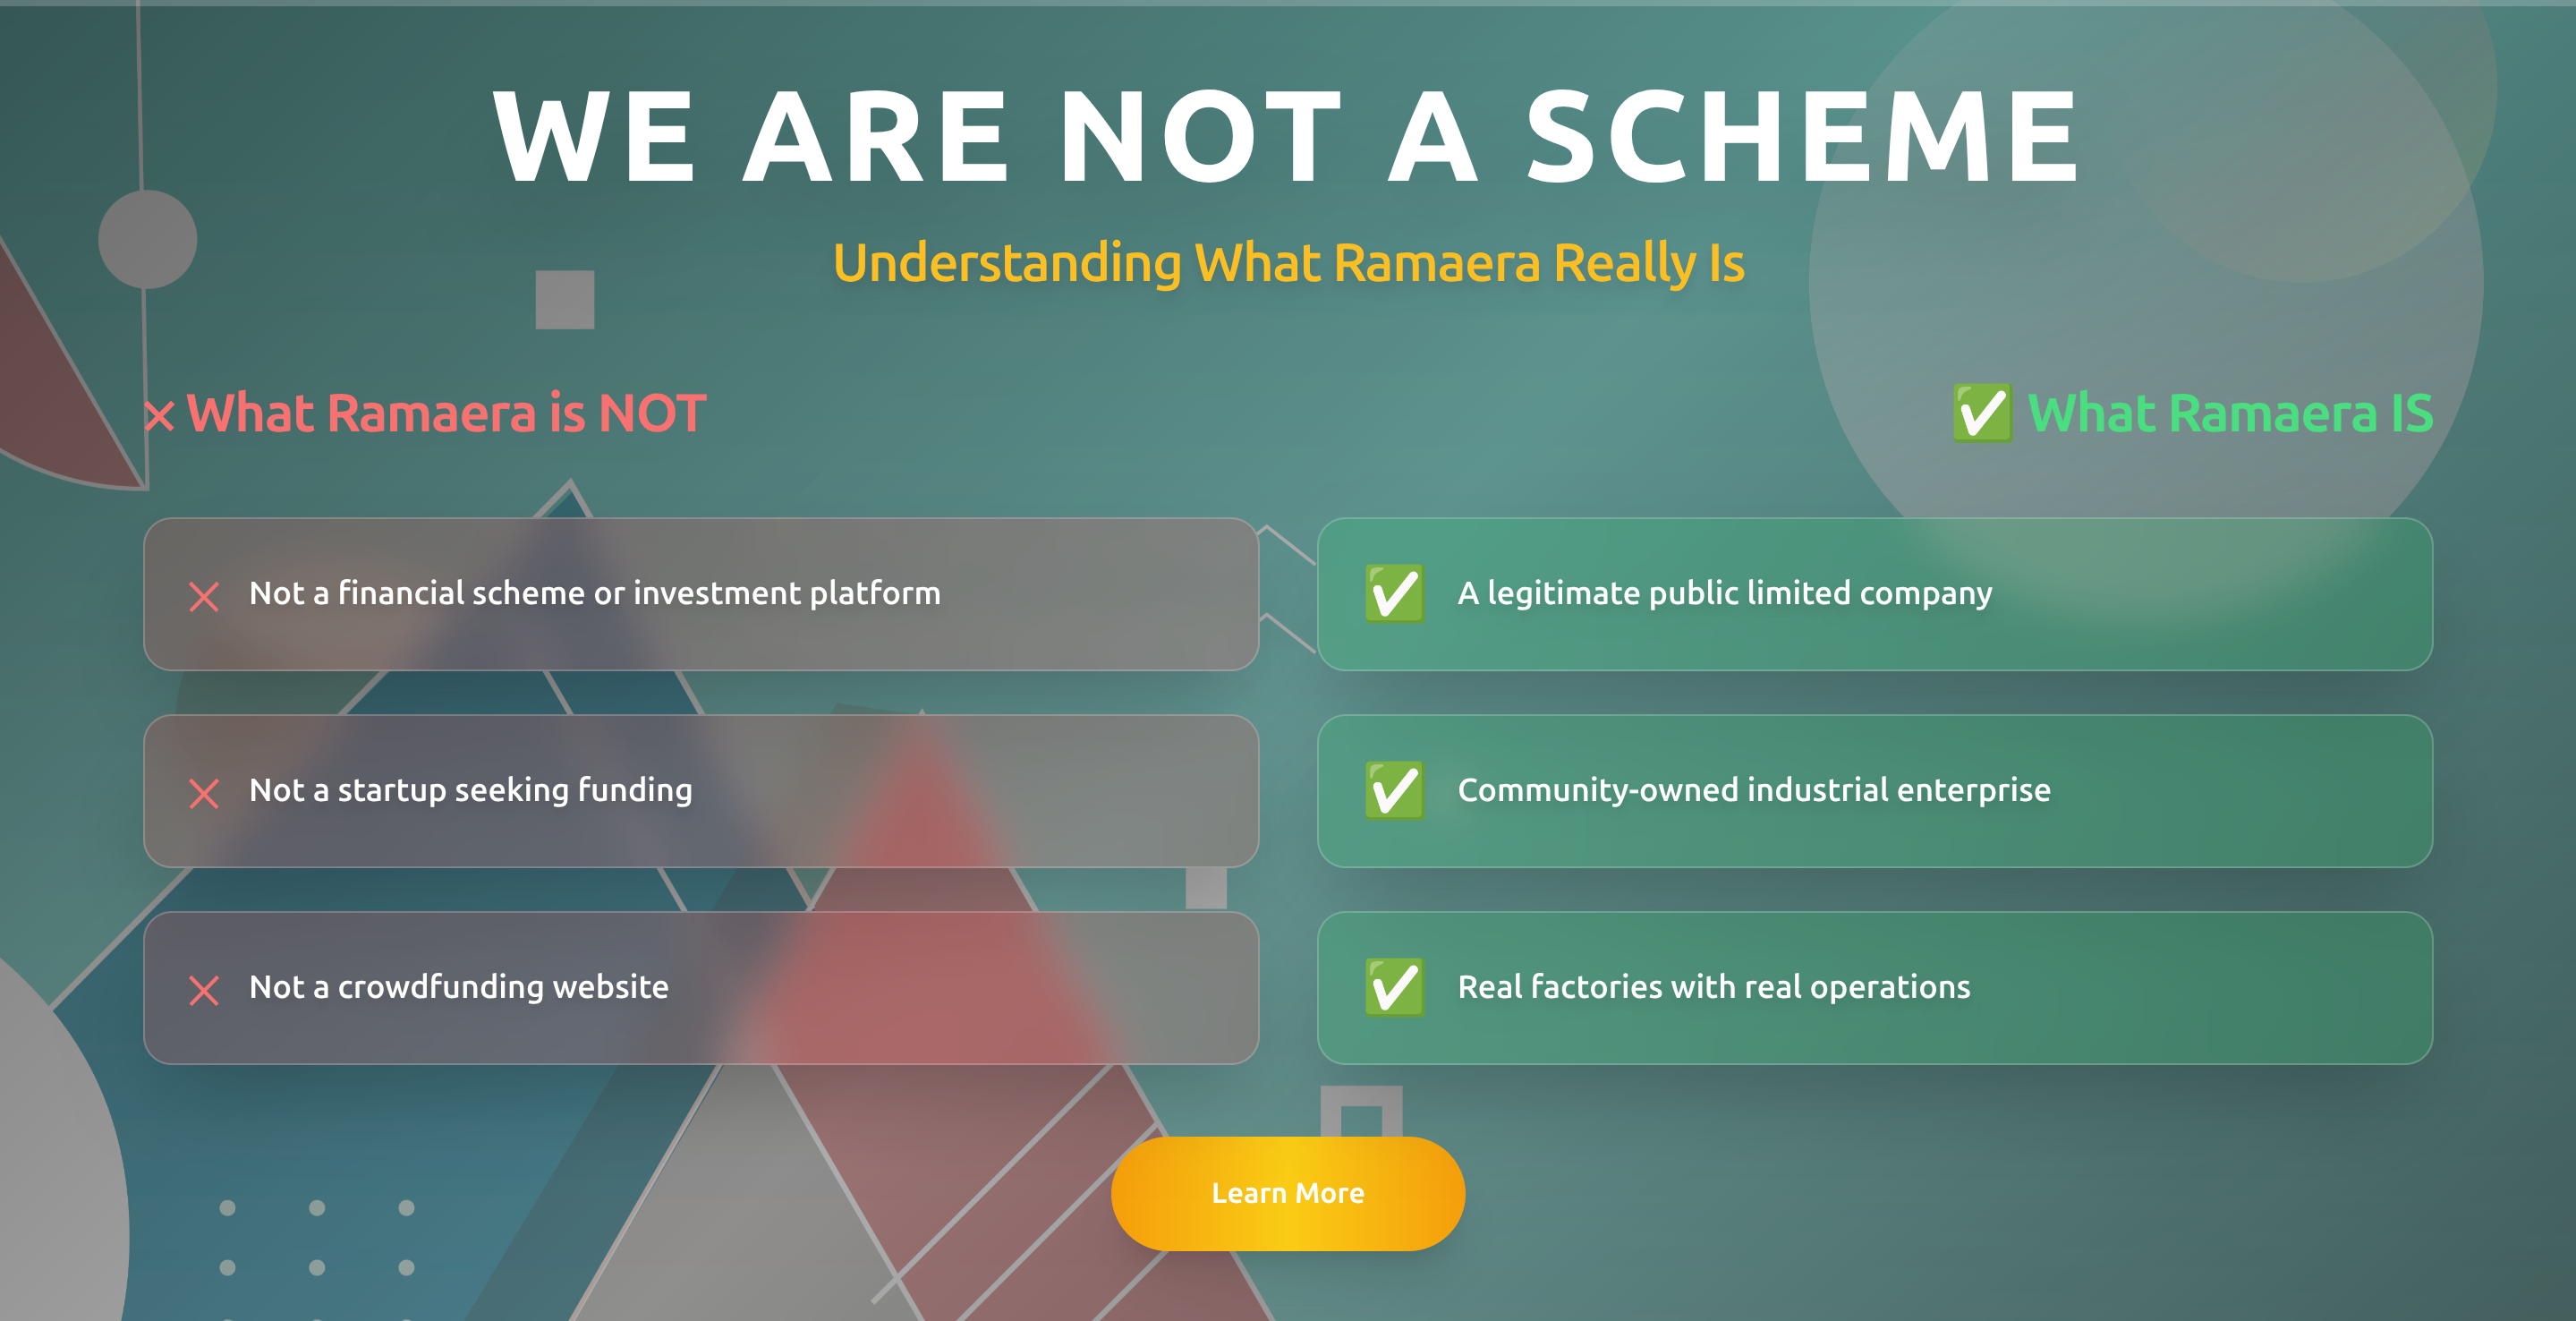 WE ARE NOT A SCHEME
Understanding What Ramaera Really Is
❌ What Ramaera is NOT
❌ Not a financial scheme or investment platform
❌ Not a startup seeking funding
❌ Not a crowdfunding website
✅ What Ramaera IS
✅ A legitimate public limited company
✅ Community-owned industrial enterprise
✅ Real factories with real operations
Learn More